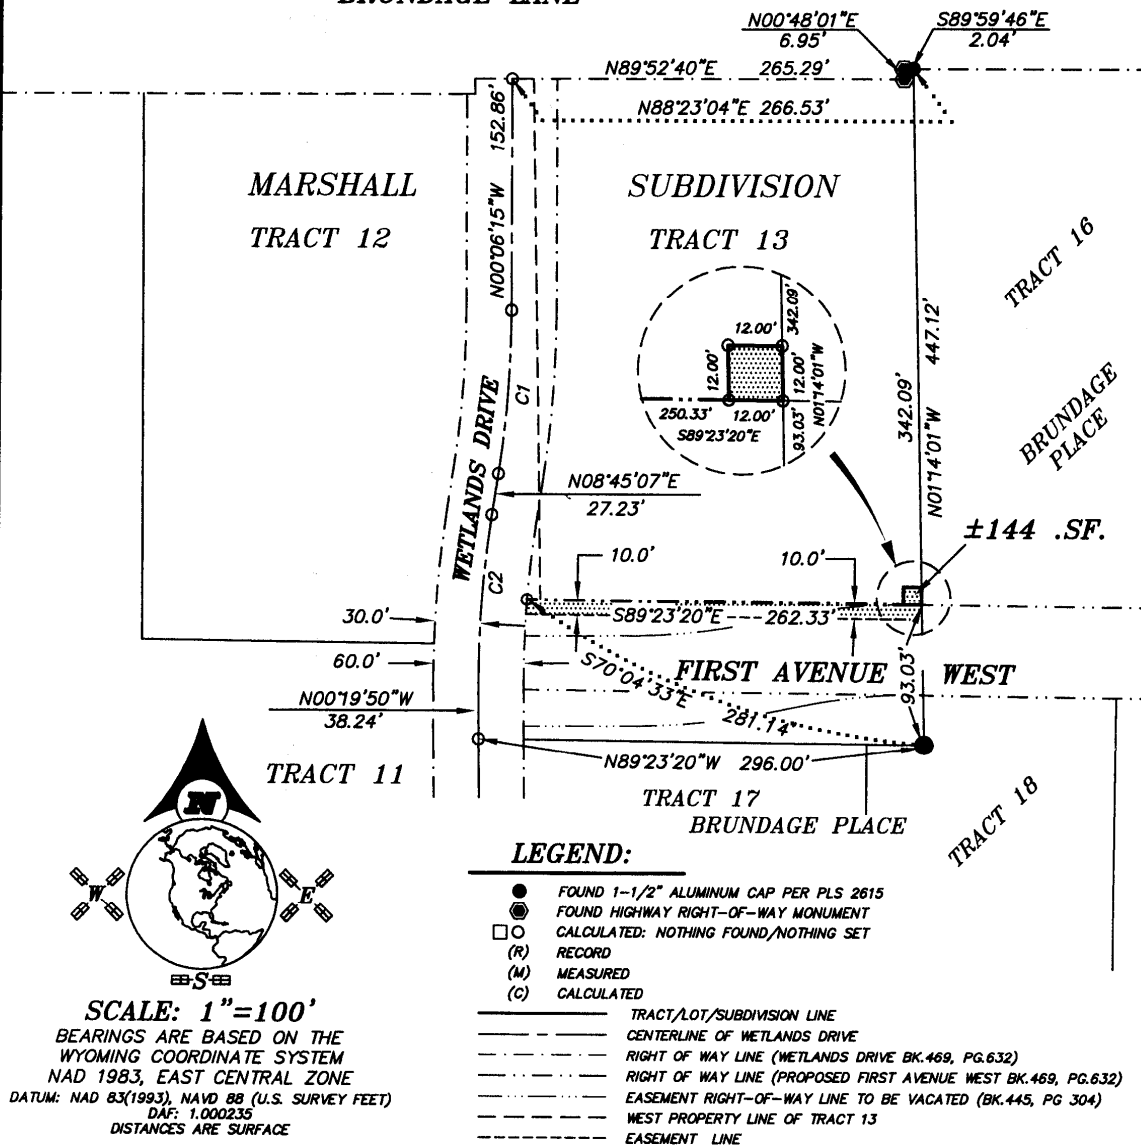 BRUNDAGE LANE
N00°48'01"E
6.95'
S89°59'46"E
2.04'
N89°52'40"E 265.29'
N88°23'04"E 266.53'
152.86'
N00°06'15"W
MARSHALL
SUBDIVISION
TRACT 12
TRACT 13
TRACT 16
342.09'
12.00'
12.00'
12.00'
N01°14'01"W
250.33'
12.00'
93.03'
S89°23'20"E
C1
WETLANDS DRIVE
447.12'
342.09'
N01°14'01"W
BRUNDAGE
PLACE
N08°45'07"E
27.23'
±144 .SF.
10.0'
10.0'
C2
30.0'
S89°23'20"E 262.33'
60.0'
S70°04'33"E
281.14'
FIRST AVENUE WEST
93.03'
N00°19'50"W
38.24'
N89°23'20"W 296.00'
TRACT 11
TRACT 17
BRUNDAGE PLACE
TRACT 18
N
W
E
S
LEGEND:
FOUND 1-1/2" ALUMINUM CAP PER PLS 2615
FOUND HIGHWAY RIGHT-OF-WAY MONUMENT
CALCULATED: NOTHING FOUND/NOTHING SET
(R) RECORD
(M) MEASURED
(C) CALCULATED
TRACT/LOT/SUBDIVISION LINE
CENTERLINE OF WETLANDS DRIVE
RIGHT OF WAY LINE (WETLANDS DRIVE BK.469, PG.632)
RIGHT OF WAY LINE (PROPOSED FIRST AVENUE WEST BK.469, PG.632)
EASEMENT RIGHT-OF-WAY LINE TO BE VACATED (BK.445, PG 304)
WEST PROPERTY LINE OF TRACT 13
EASEMENT LINE
SCALE: 1"=100'
BEARINGS ARE BASED ON THE
WYOMING COORDINATE SYSTEM
NAD 1983, EAST CENTRAL ZONE
DATUM: NAD 83(1993), NAVD 88 (U.S. SURVEY FEET)
DAF: 1.000235
DISTANCES ARE SURFACE